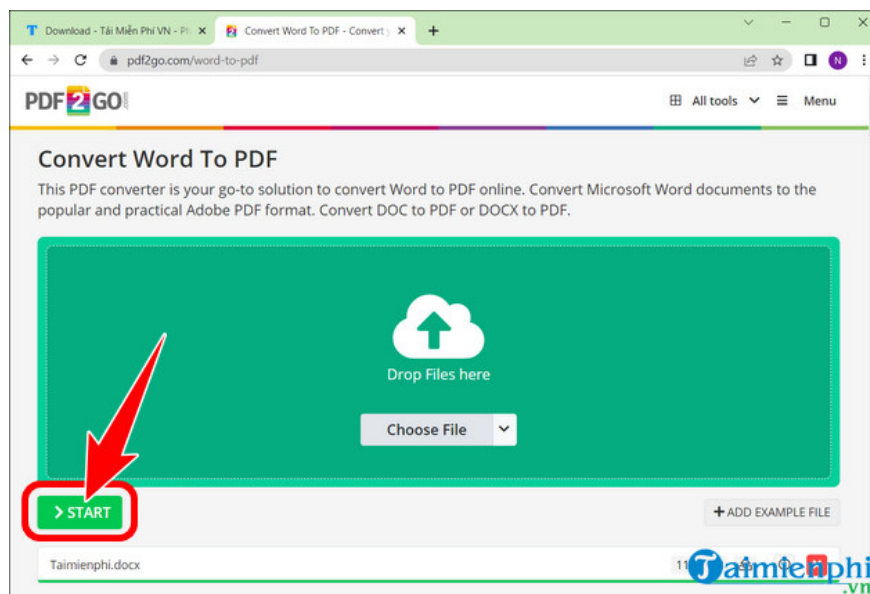 Download - Tải Miễn Phí VN - Ph
Convert Word To PDF - Convert y
pdf2go.com/word-to-pdf
N
PDF2GO
All tools
Menu
Convert Word To PDF
This PDF converter is your go-to solution to convert Word to PDF online. Convert Microsoft Word documents to the
popular and practical Adobe PDF format. Convert DOC to PDF or DOCX to PDF.
Drop Files here
Choose File
START
ADD EXAMPLE FILE
Taimienphi.docx
Taimienphi
.vn